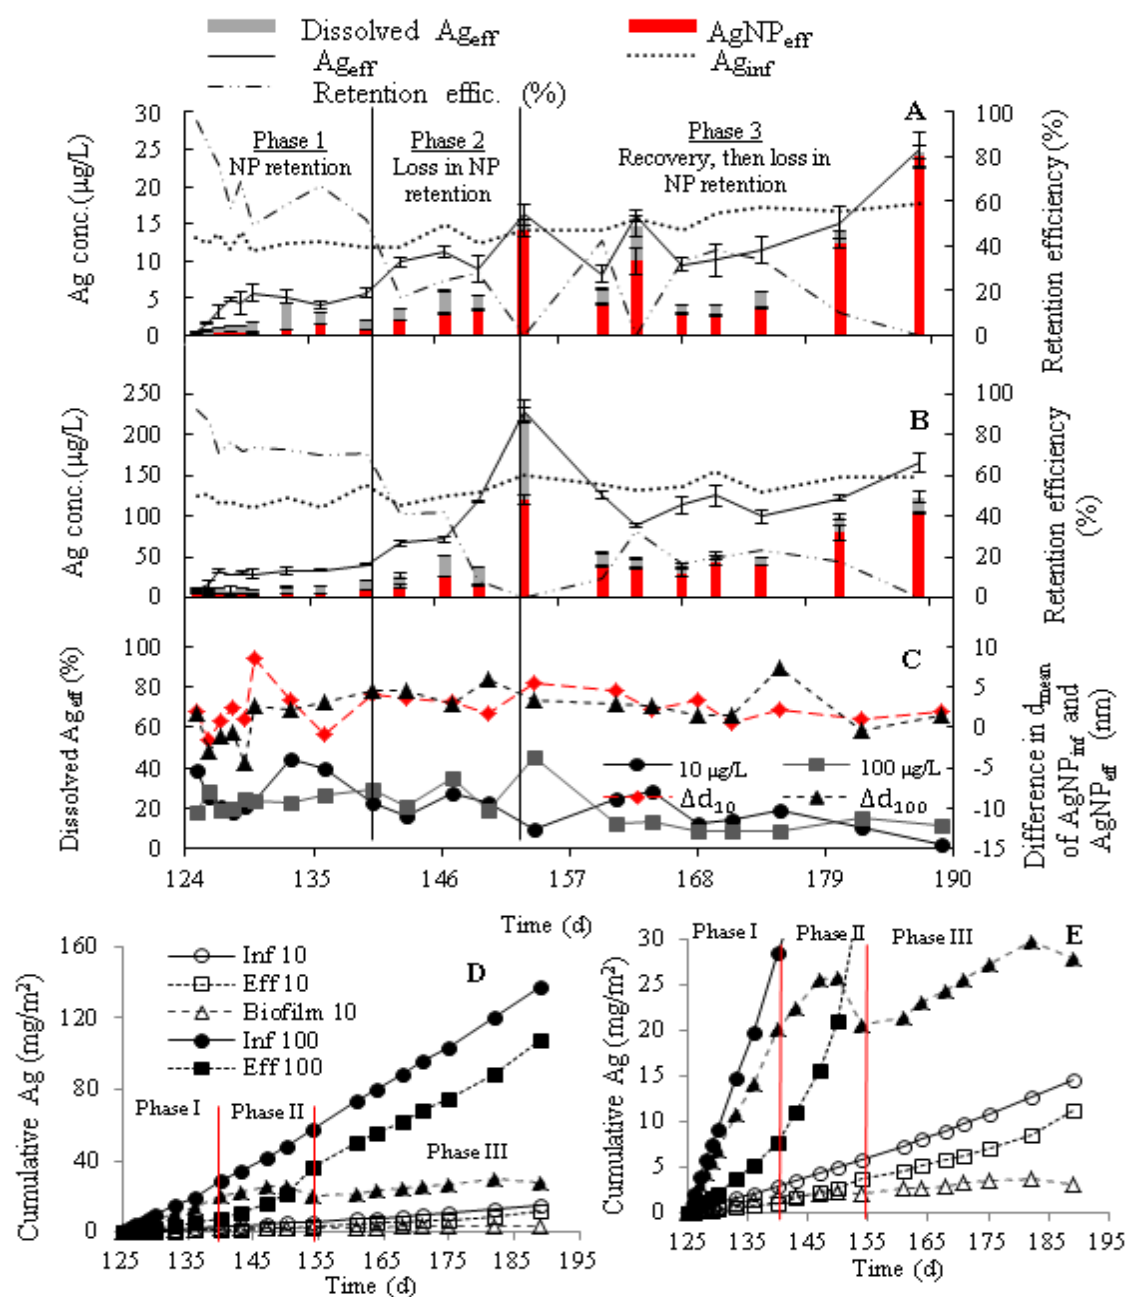 Dissolved Ageff
AgNPeff
Ageff
Aginf
Retention effic. (%)
Ag conc.(µg/L)
30
25
20
15
10
5
0
Phase 1
NP retention
Phase 2
Loss in NP
retention
Phase 3
Recovery, then loss in
NP retention
A
100
80
60
40
20
0
Retention efficiency (%)
Ag conc.(µg/L)
250
200
150
100
50
0
B
100
80
60
40
20
0
Retention efficiency
(%)
Dissolved Ageff (%)
100
80
60
40
20
0
C
10 µg/L
100 µg/L
Δd10
Δd100
10
5
0
-5
-10
-15
Difference in dmean
of AgNPinf and
AgNPeff (nm)
124 135 146 157 168 179 190
Time (d)
Cumulative Ag (mg/m²)
160
120
80
40
0
Inf 10
Eff 10
Biofilm 10
Inf 100
Eff 100
D
Phase I
Phase II
Phase III
125 135 145 155 165 175 185 195
Time (d)
Cumulative Ag (mg/m²)
30
25
20
15
10
5
0
Phase I
Phase II
Phase III
E
125 135 145 155 165 175 185 195
Time (d)